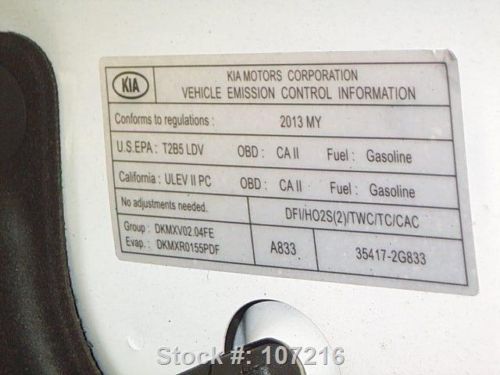 KIA
KIA MOTORS CORPORATION
VEHICLE EMISSION CONTROL INFORMATION
Conforms to regulations : 2013 MY
U.S.EPA : T2B5 LDV OBD : CA II Fuel : Gasoline
California : ULEV II PC OBD : CA II Fuel : Gasoline
No adjustments needed. DFI/HO2S(2)/TWC/TC/CAC
Group : DKMXV02.04FE
Evap. : DKMXR0155PDF A833 35417-2G833
Stock #: 107216